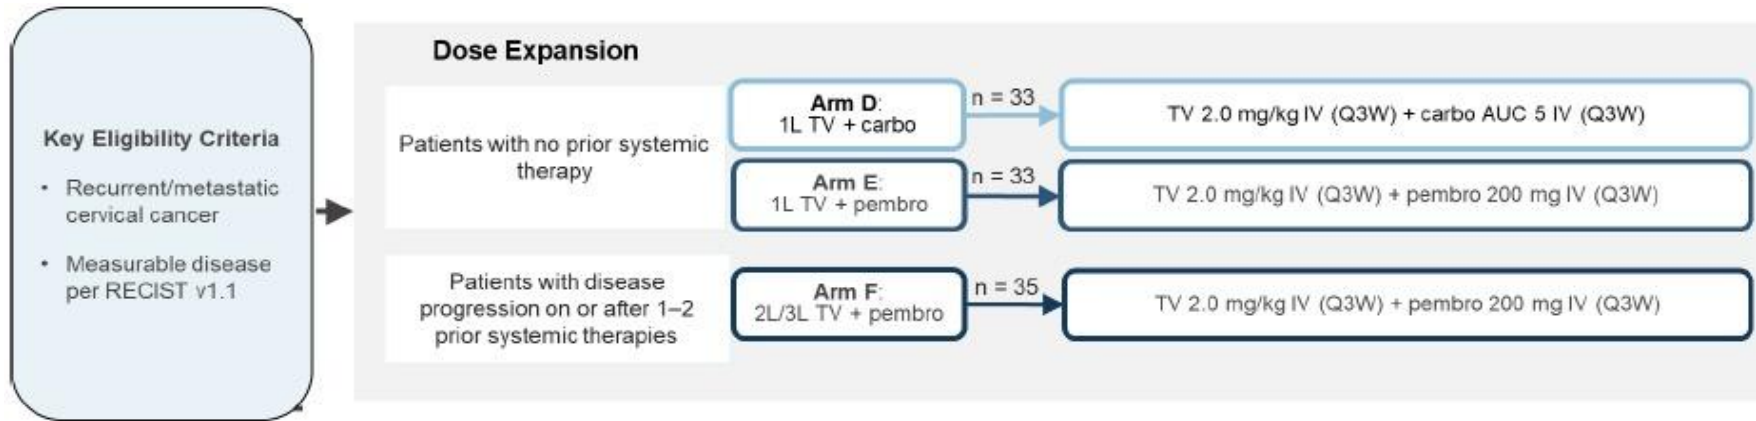 Dose Expansion
Key Eligibility Criteria
• Recurrent/metastatic
cervical cancer
• Measurable disease
per RECIST v1.1
Patients with no prior systemic
therapy
Arm D:
1L TV + carbo
n = 33
TV 2.0 mg/kg IV (Q3W) + carbo AUC 5 IV (Q3W)
Arm E:
1L TV + pembro
n = 33
TV 2.0 mg/kg IV (Q3W) + pembro 200 mg IV (Q3W)
Patients with disease
progression on or after 1–2
prior systemic therapies
Arm F:
2L/3L TV + pembro
n = 35
TV 2.0 mg/kg IV (Q3W) + pembro 200 mg IV (Q3W)